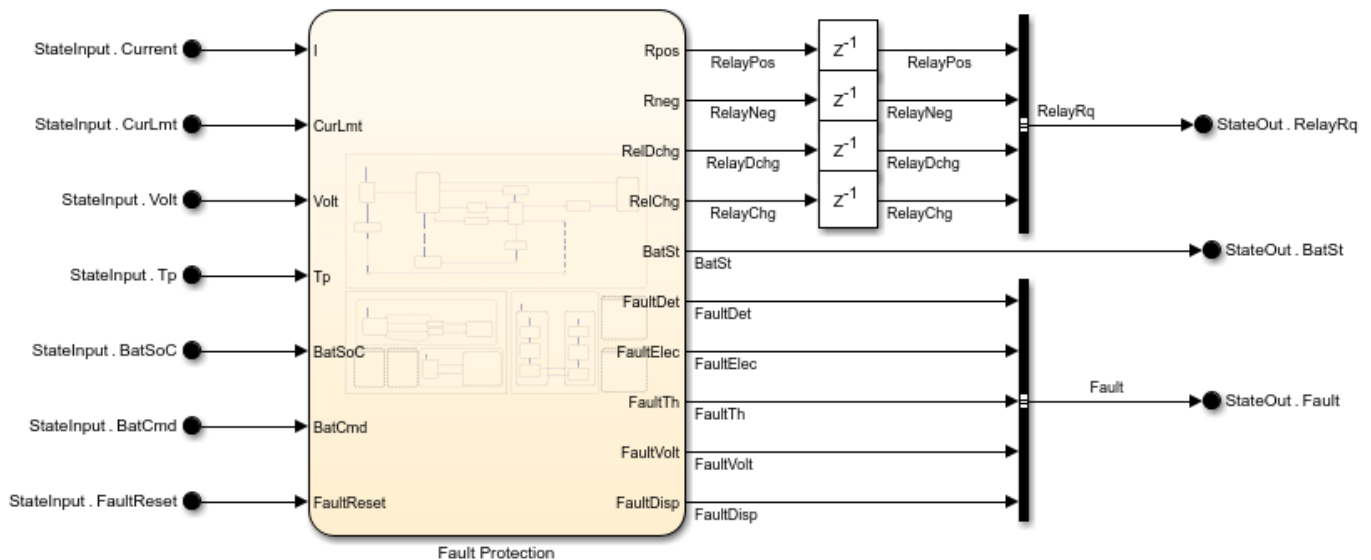 StateInput . Current
I
Rpos
RelayPos
z-1
RelayPos
Rneg
RelayNeg
z-1
RelayNeg
RelayRq
StateOut . RelayRq
StateInput . CurLmt
CurLmt
RelDchg
RelayDchg
z-1
RelayDchg
StateInput . Volt
Volt
RelChg
RelayChg
z-1
RelayChg
BatSt
BatSt
StateOut . BatSt
StateInput . Tp
Tp
FaultDet
FaultDet
StateInput . BatSoC
BatSoC
FaultElec
FaultElec
FaultTh
FaultTh
Fault
StateOut . Fault
StateInput . BatCmd
BatCmd
FaultVolt
FaultVolt
StateInput . FaultReset
FaultReset
FaultDisp
FaultDisp
Fault Protection